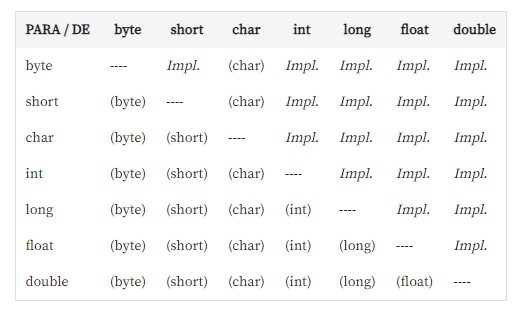 PARA / DE byte short char int long float double
byte ---- Impl. (char) Impl. Impl. Impl. Impl.
short (byte) ---- (char) Impl. Impl. Impl. Impl.
char (byte) (short) ---- Impl. Impl. Impl. Impl.
int (byte) (short) (char) ---- Impl. Impl. Impl.
long (byte) (short) (char) (int) ---- Impl. Impl.
float (byte) (short) (char) (int) (long) ---- Impl.
double (byte) (short) (char) (int) (long) (float) ----